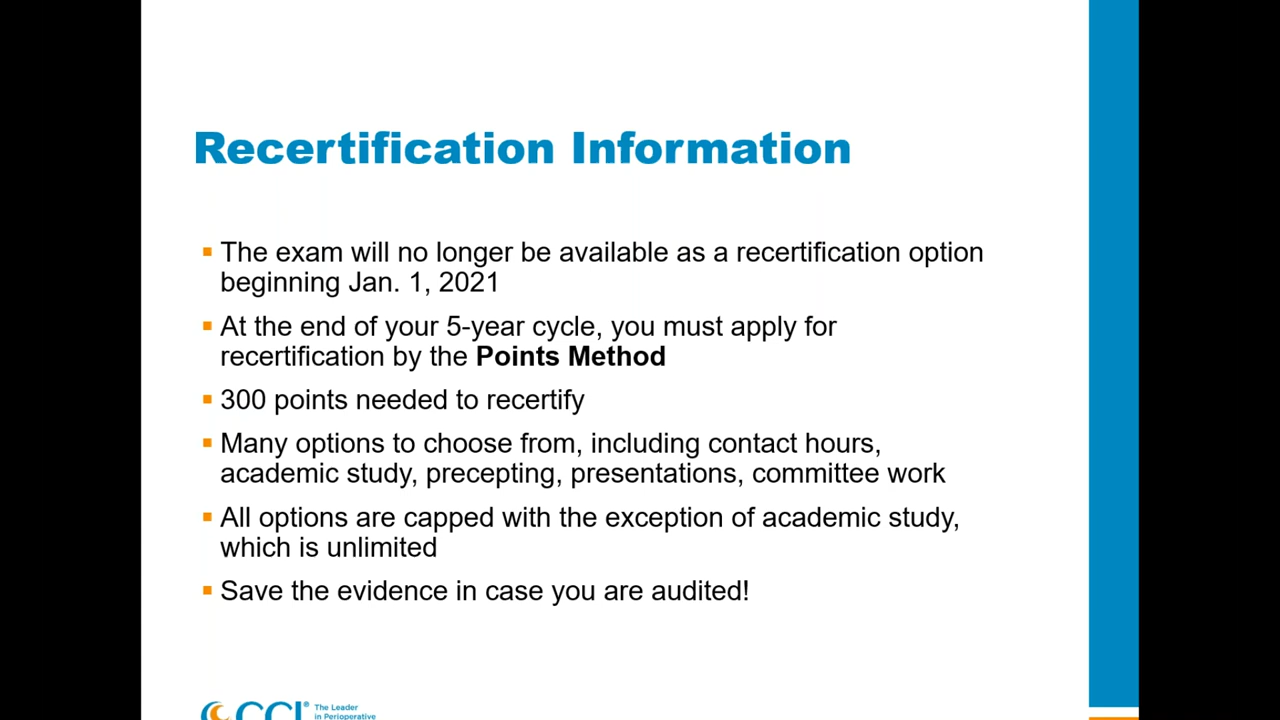 Recertification Information
The exam will no longer be available as a recertification option
beginning Jan. 1, 2021
At the end of your 5-year cycle, you must apply for
recertification by the Points Method
300 points needed to recertify
Many options to choose from, including contact hours,
academic study, precepting, presentations, committee work
All options are capped with the exception of academic study,
which is unlimited
Save the evidence in case you are audited!
CCI®
The Leader
in Perioperative